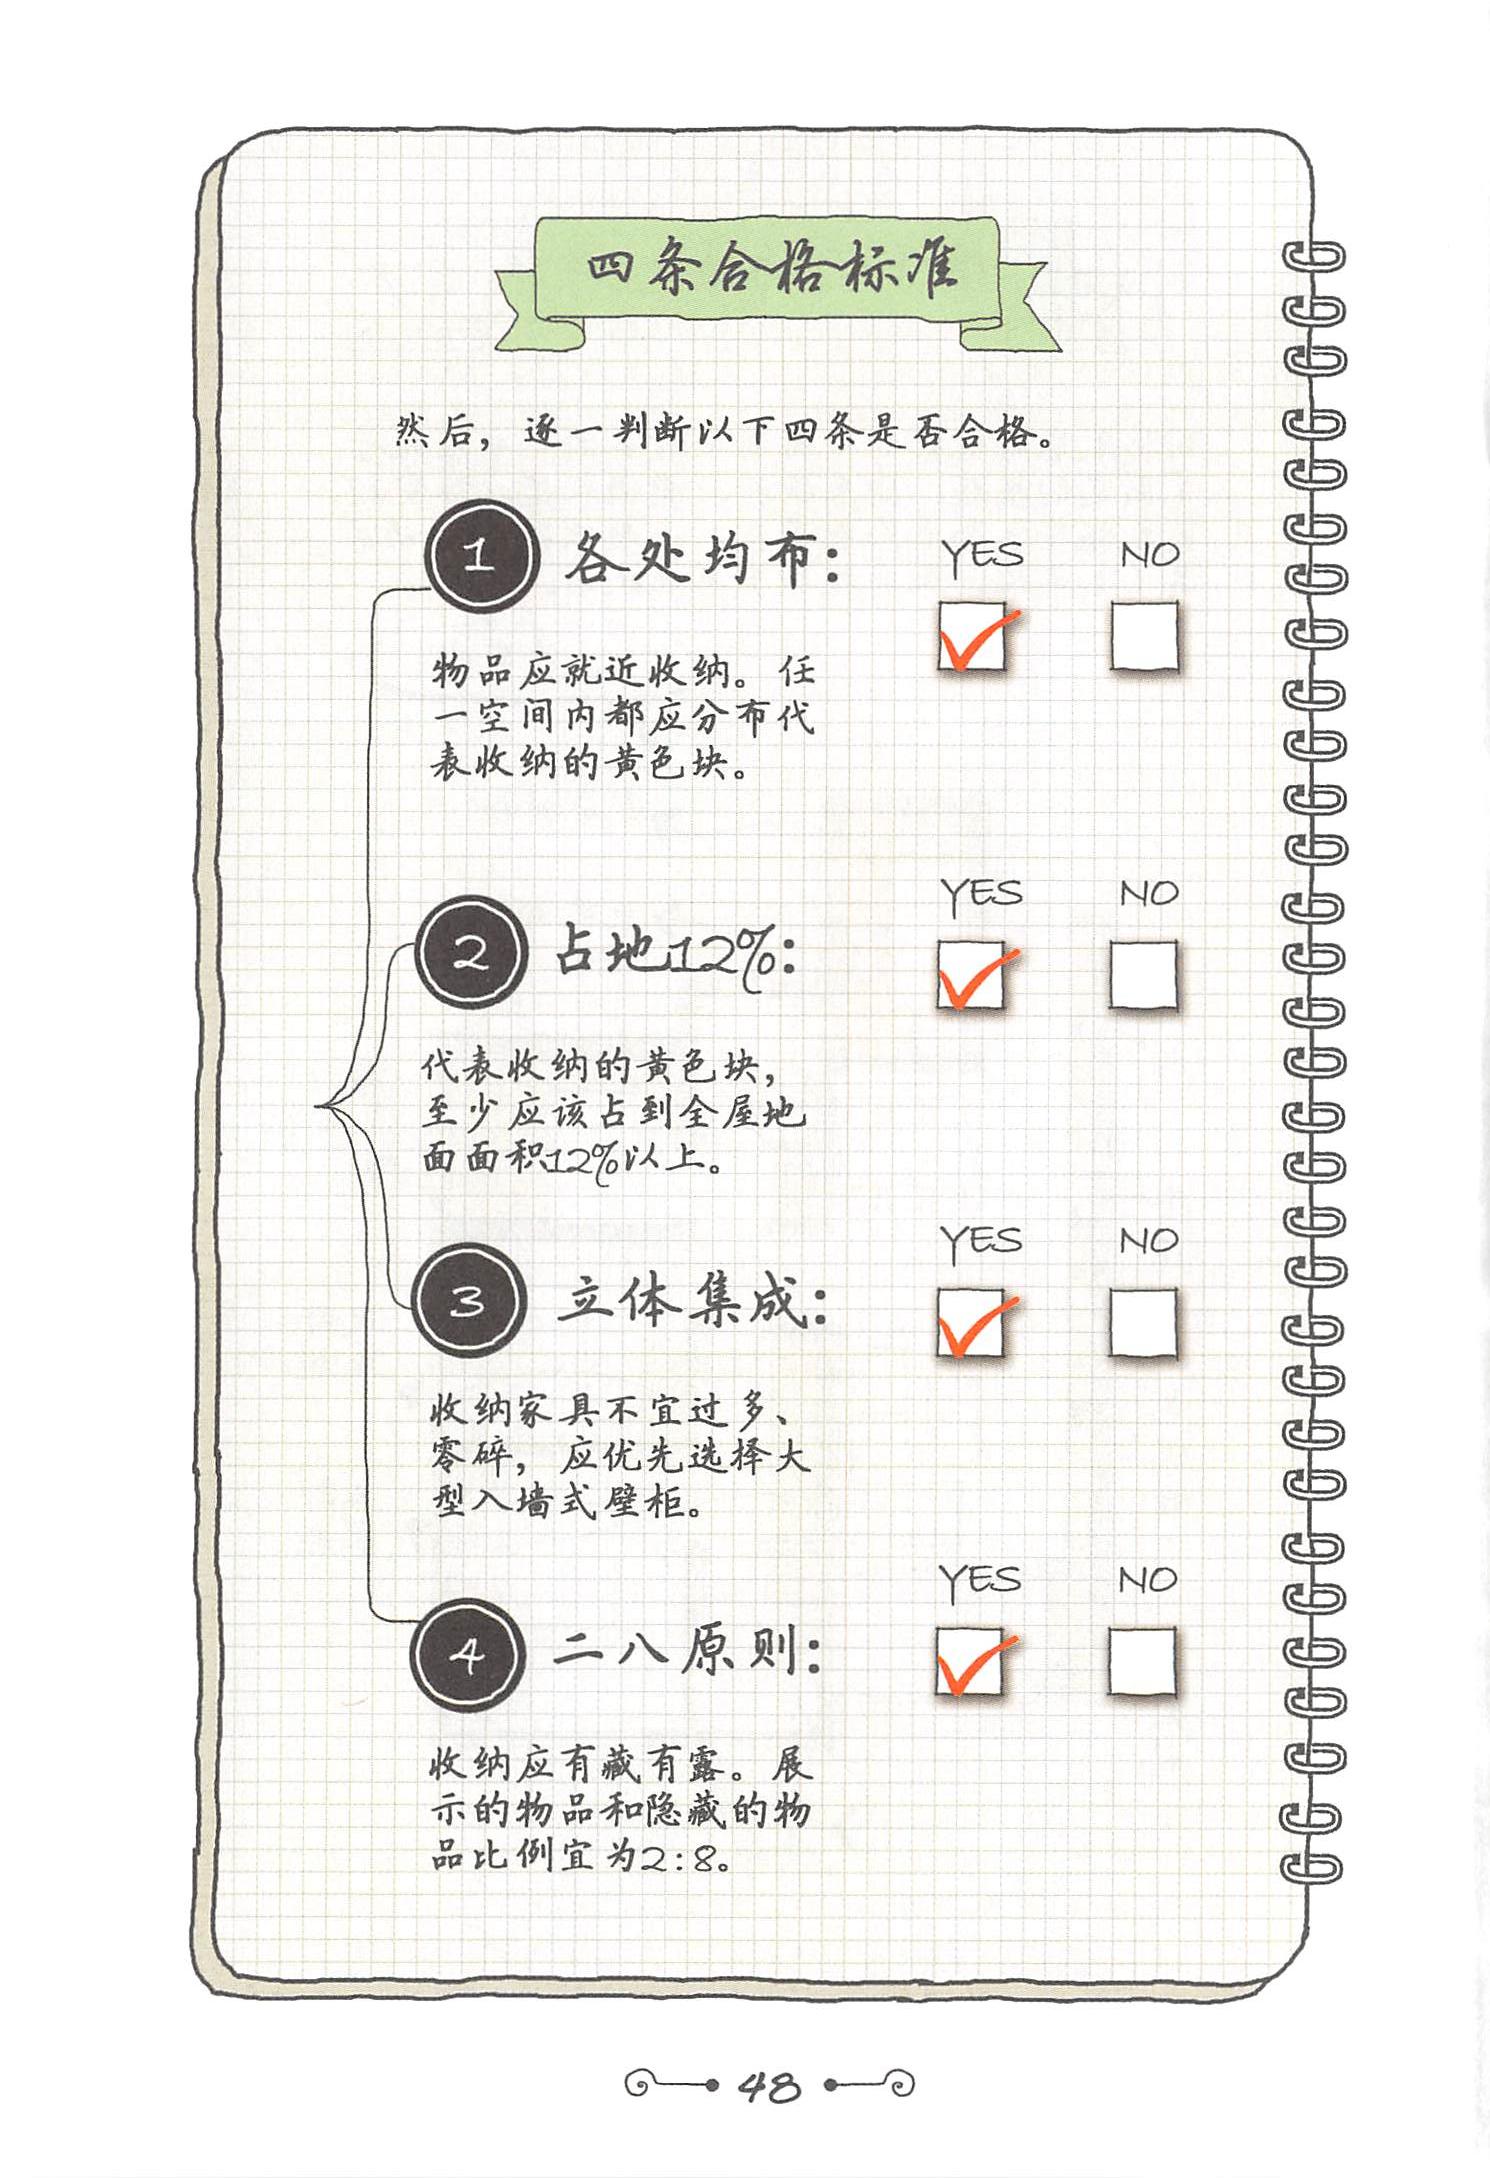 四条合格标准
然后，逐一判断以下四条是否合格。
1 各处均布：
YES NO
物品应就近收纳。任
一空间内都应分布代
表收纳的黄色块。
2 占地12%：
YES NO
代表收纳的黄色块，
至少应该占到全屋地
面面积12%以上。
3 立体集成：
YES NO
收纳家具不宜过多、
零碎，应优先选择大
型入墙式壁柜。
4 二八原则：
YES NO
收纳应有藏有露。展
示的物品和隐藏的物
品比例宜为2:8。
48